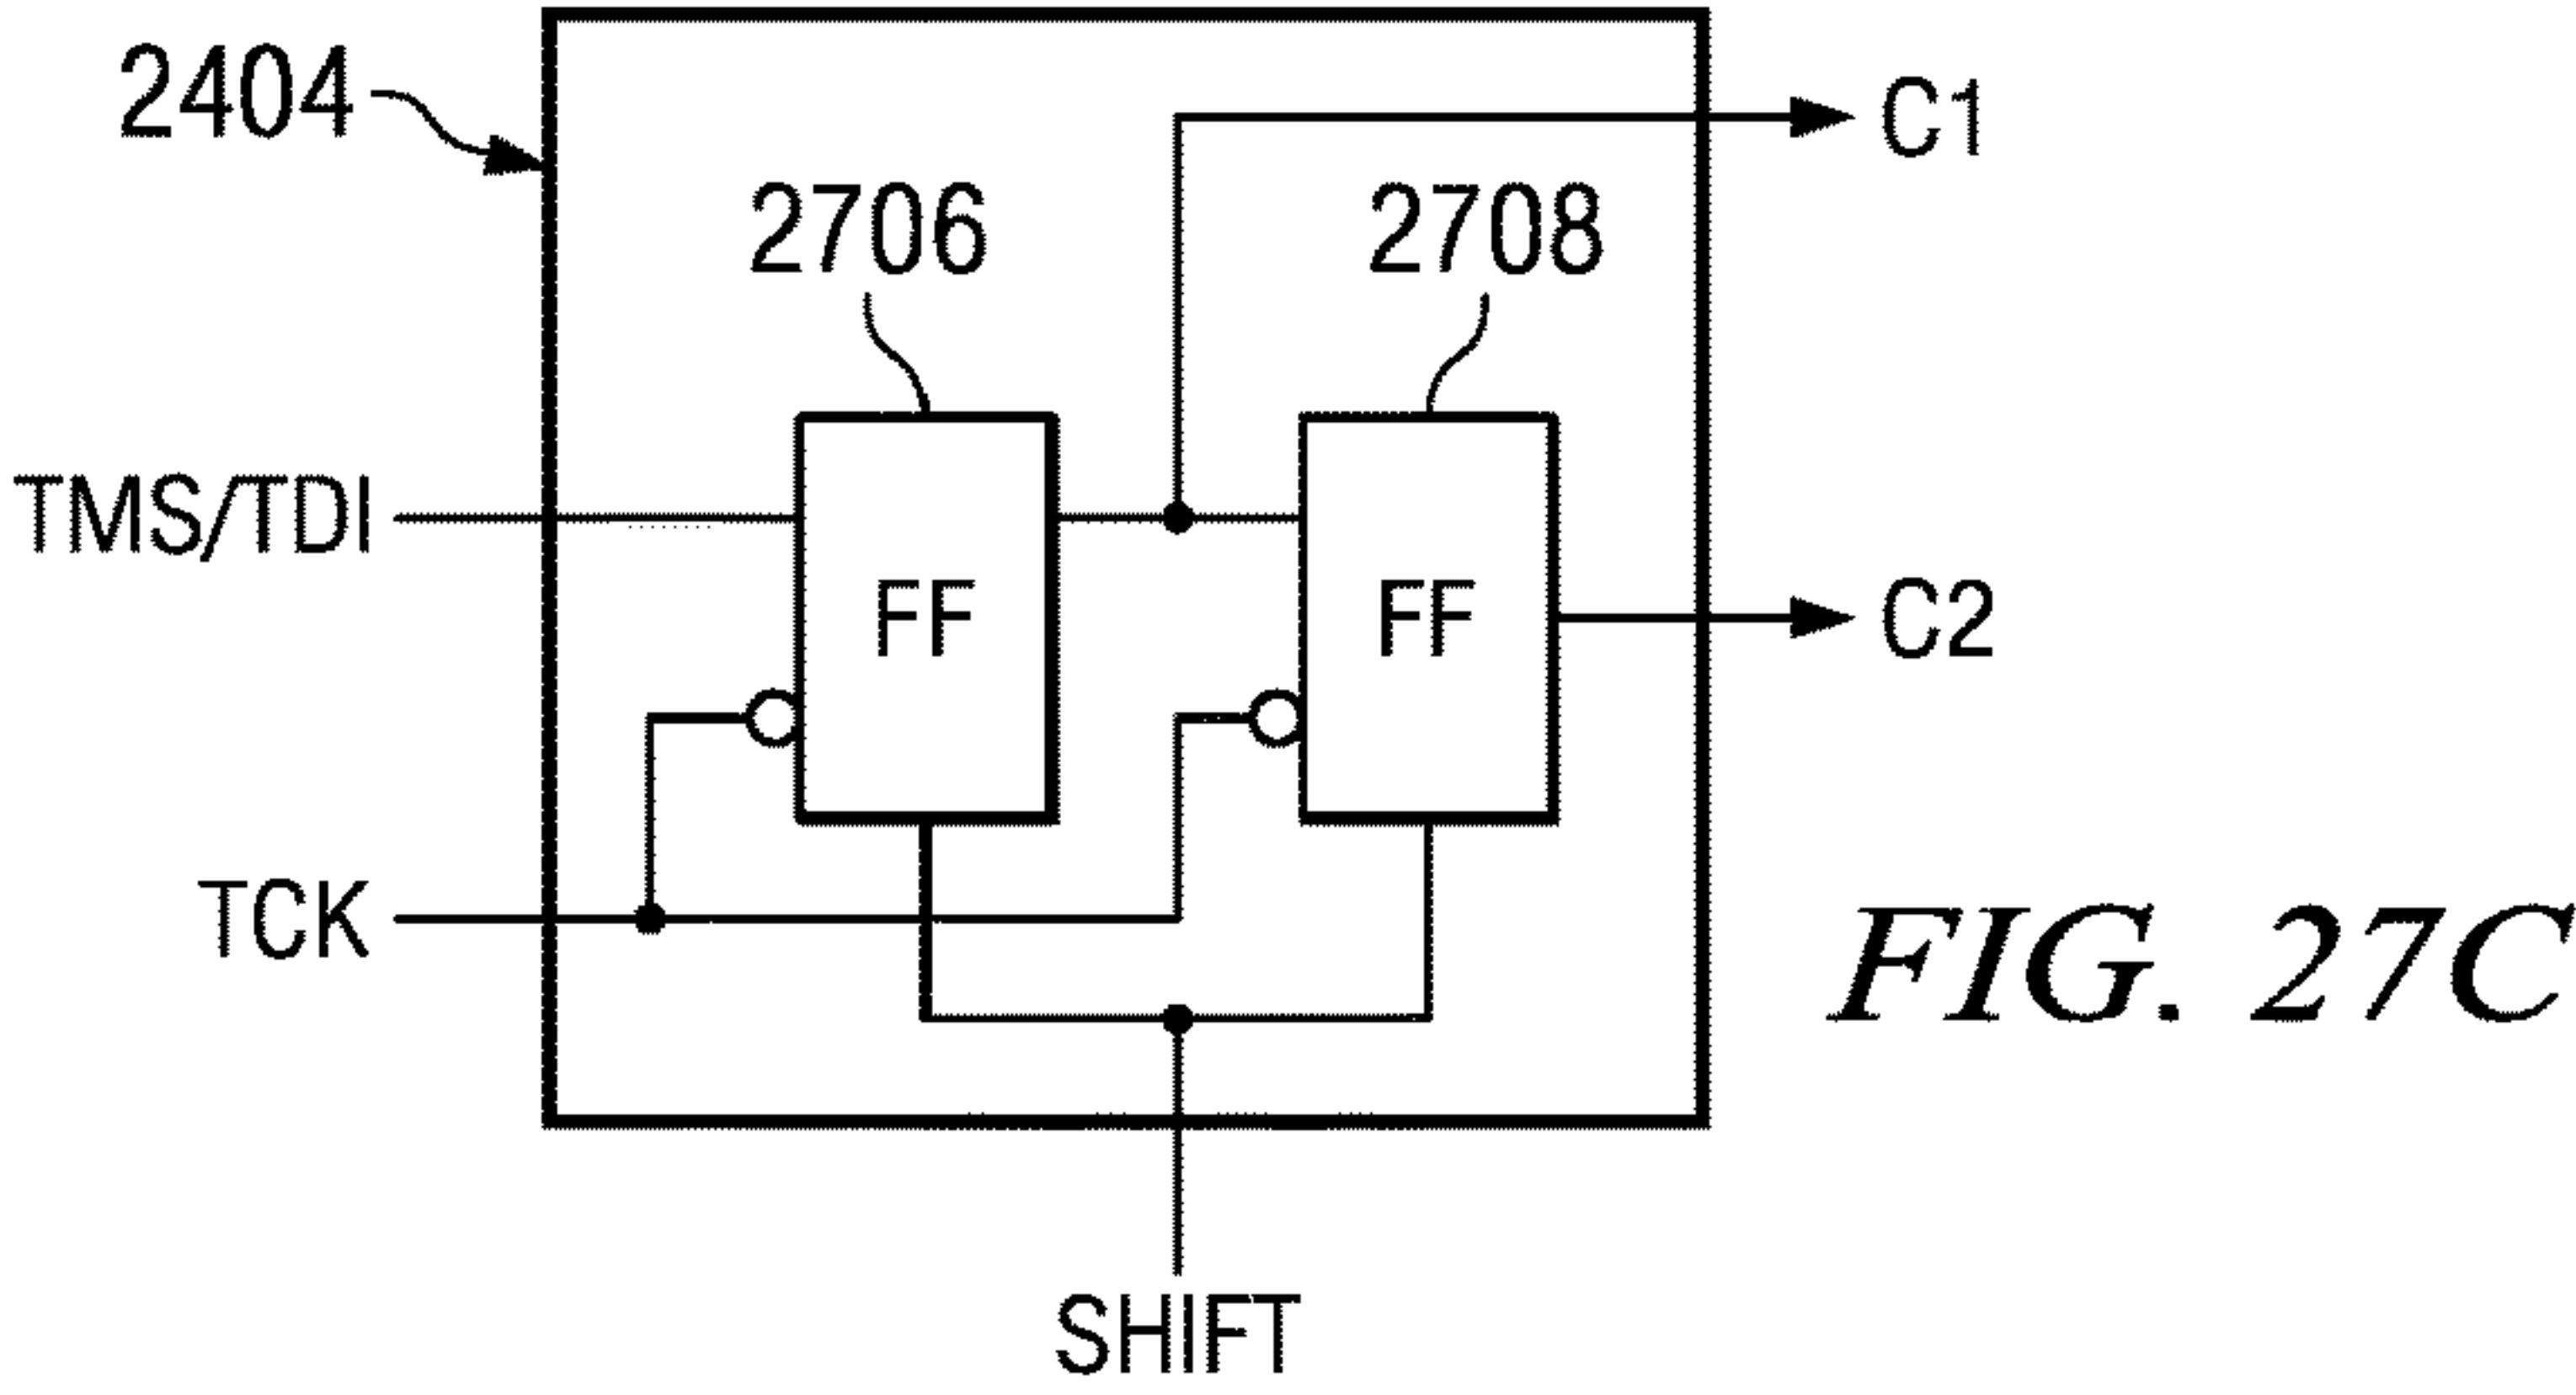 2404
C1
2706
2708
TMS/TDI
FF
FF
C2
TCK
FIG. 27C
SHIFT